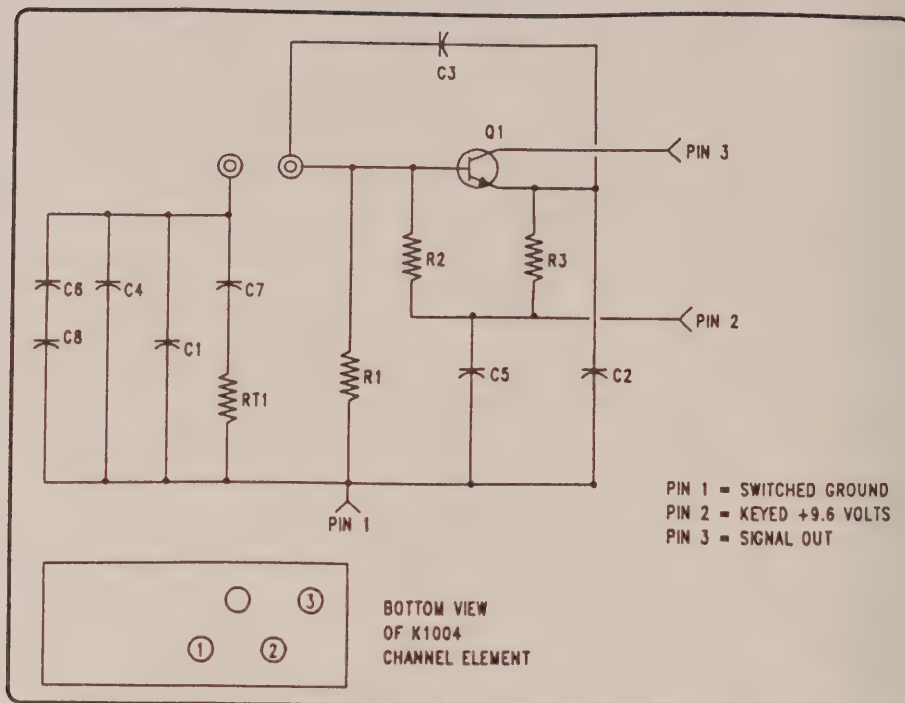 C3
Q1
PIN 3
R2
R3
C6
C4
C7
PIN 2
C8
C1
R1
C5
C2
RT1
PIN 1 = SWITCHED GROUND
PIN 2 = KEYED +9.6 VOLTS
PIN 3 = SIGNAL OUT
PIN 1
3
BOTTOM VIEW
OF K1004
CHANNEL ELEMENT
1
2